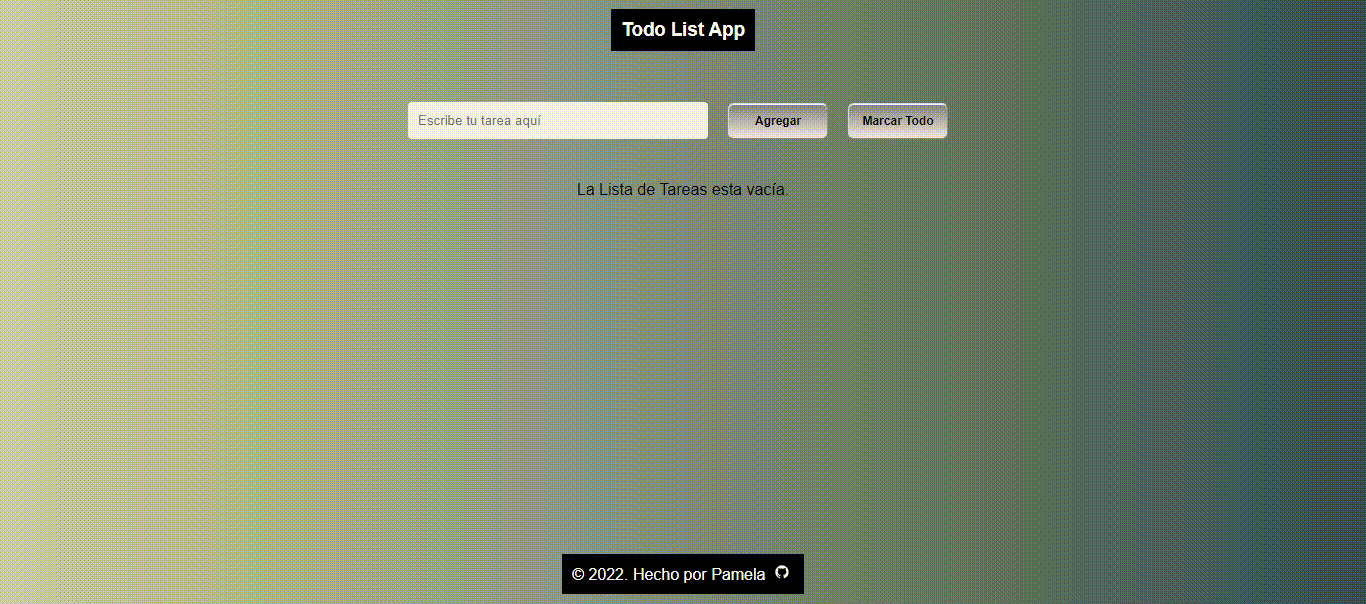 Todo List App
Escribe tu tarea aquí
Agregar
Marcar Todo
La Lista de Tareas esta vacía.
© 2022. Hecho por Pamela